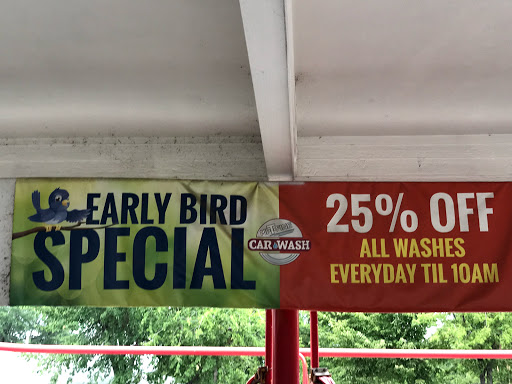 EARLY BIRD
SPECIAL
CAR WASH
25% OFF
ALL WASHES
EVERYDAY TIL 10AM